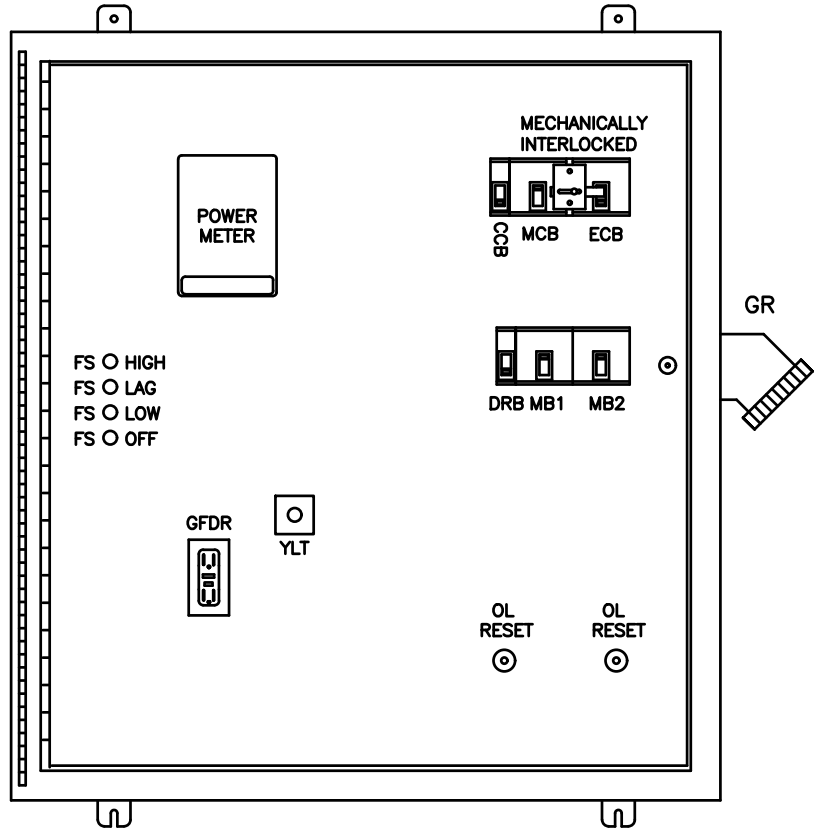 MECHANICALLY
INTERLOCKED
POWER
METER
CCB
MCB
ECB
GR
FS HIGH
FS LAG
FS LOW
FS OFF
DRB MB1 MB2
GFDR
YLT
OL
RESET
OL
RESET